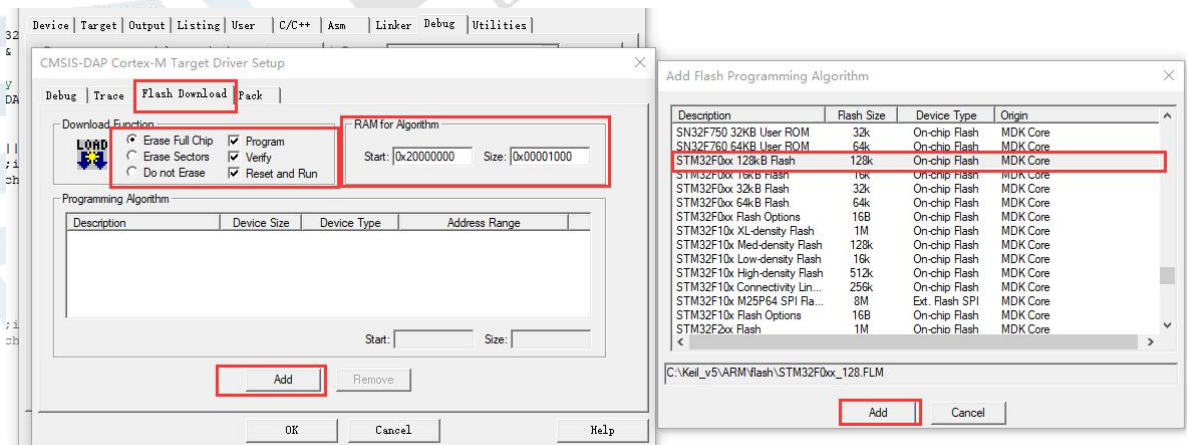 Device Target Output Listing User C/C++ Asm Linker Debug Utilities
CMSIS-DAP Cortex-M Target Driver Setup
Debug Trace Flash Download Pack
Download Function
LOAD
Erase Full Chip Program
Erase Sectors Verify
Do not Erase Reset and Run
RAM for Algorithm
Start: 0x20000000 Size: 0x00001000
Programming Algorithm
Description Device Size Device Type Address Range
Start: Size:
Add Remove
OK Cancel Help
Add Flash Programming Algorithm
Description Flash Size Device Type Origin
SN32F750 32KB User ROM 32k On-chip Flash MDK Core
SN32F760 64KB User ROM 64k On-chip Flash MDK Core
STM32F0xx 128kB Flash 128k On-chip Flash MDK Core
STM32F0xx 16kB Flash 16k On-chip Flash MDK Core
STM32F0xx 32kB Flash 32k On-chip Flash MDK Core
STM32F0xx 64kB Flash 64k On-chip Flash MDK Core
STM32F0xx Flash Options 16B On-chip Flash MDK Core
STM32F10x XL-density Flash 1M On-chip Flash MDK Core
STM32F10x Med-density Flash 128k On-chip Flash MDK Core
STM32F10x Low-density Flash 16k On-chip Flash MDK Core
STM32F10x High-density Flash 512k On-chip Flash MDK Core
STM32F10x Connectivity Lin... 256k On-chip Flash MDK Core
STM32F10x M25P64 SPI Fla... 8M Ext. Flash SPI MDK Core
STM32F10x Flash Options 16B On-chip Flash MDK Core
STM32F2xx Flash 1M On-chip Flash MDK Core
C:\Keil_v5\ARM\flash\STM32F0xx_128.FLM
Add Cancel